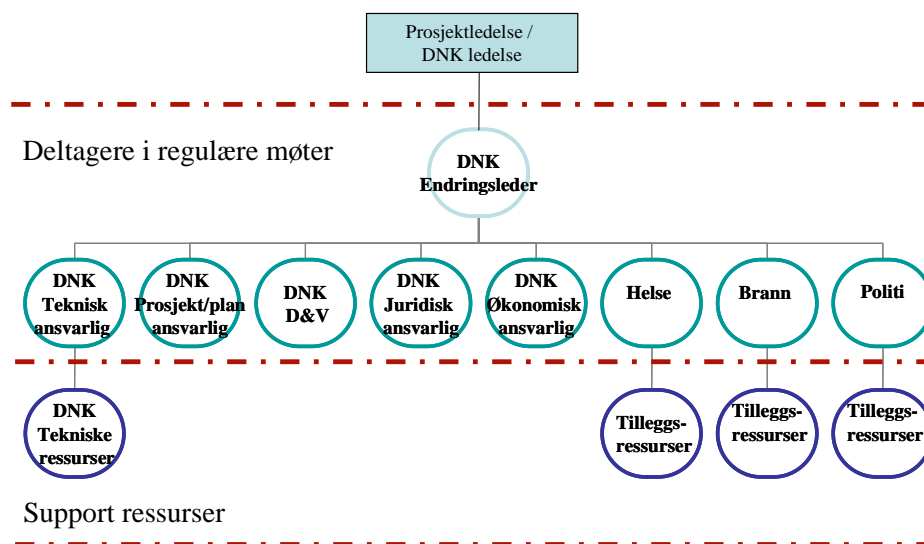 Prosjektledelse /
DNK ledelse
Deltagere i regulære møter
DNK
Endringsleder
DNK
Teknisk
ansvarlig
DNK
Prosjekt/plan
ansvarlig
DNK
D&V
DNK
Juridisk
ansvarlig
DNK
Økonomisk
ansvarlig
Helse
Brann
Politi
DNK
Tekniske
ressurser
Tilleggs-
ressurser
Tilleggs-
ressurser
Tilleggs-
ressurser
Support ressurser